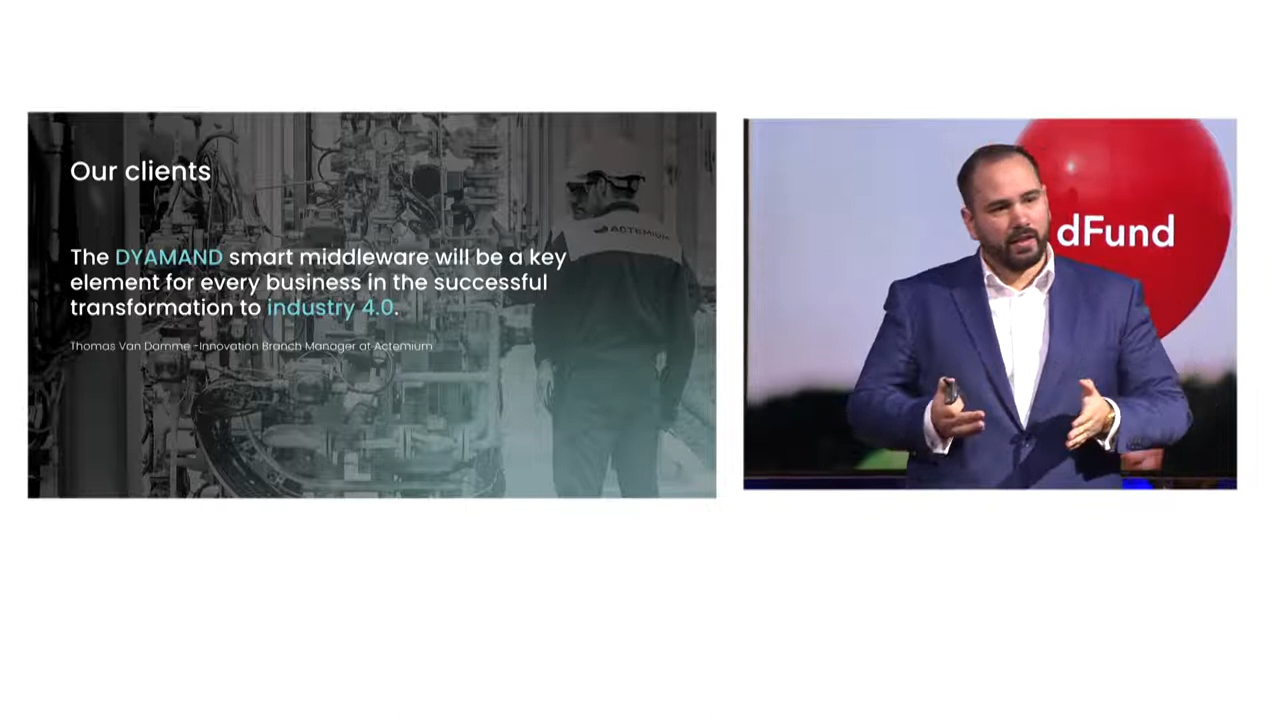 Our clients
The DYAMAND smart middleware will be a key
element for every business in the successful
transformation to industry 4.0.
Thomas Van Damme -Innovation Branch Manager at Actemium
ACTEMIUM
dFund